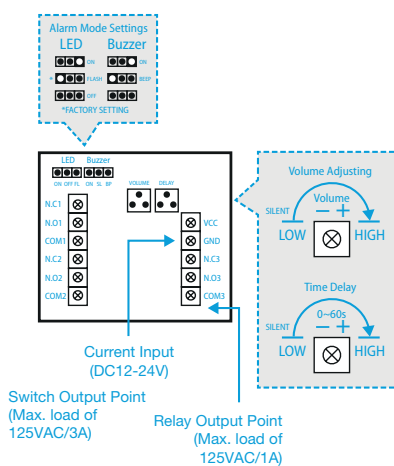 Alarm Mode Settings
LED Buzzer
ON ON
* FLASH BEEP
OFF
*FACTORY SETTING
LED Buzzer
ON OFF FL ON SL BP
VOLUME DELAY
N.C1
N.O1
COM1
N.C2
N.O2
COM2
VCC
GND
N.C3
N.O3
COM3
Volume Adjusting
Volume
SILENT − +
LOW HIGH
Time Delay
0~60s
SILENT − +
LOW HIGH
Current Input
(DC12-24V)
Switch Output Point
(Max. load of
125VAC/3A)
Relay Output Point
(Max. load of
125VAC/1A)